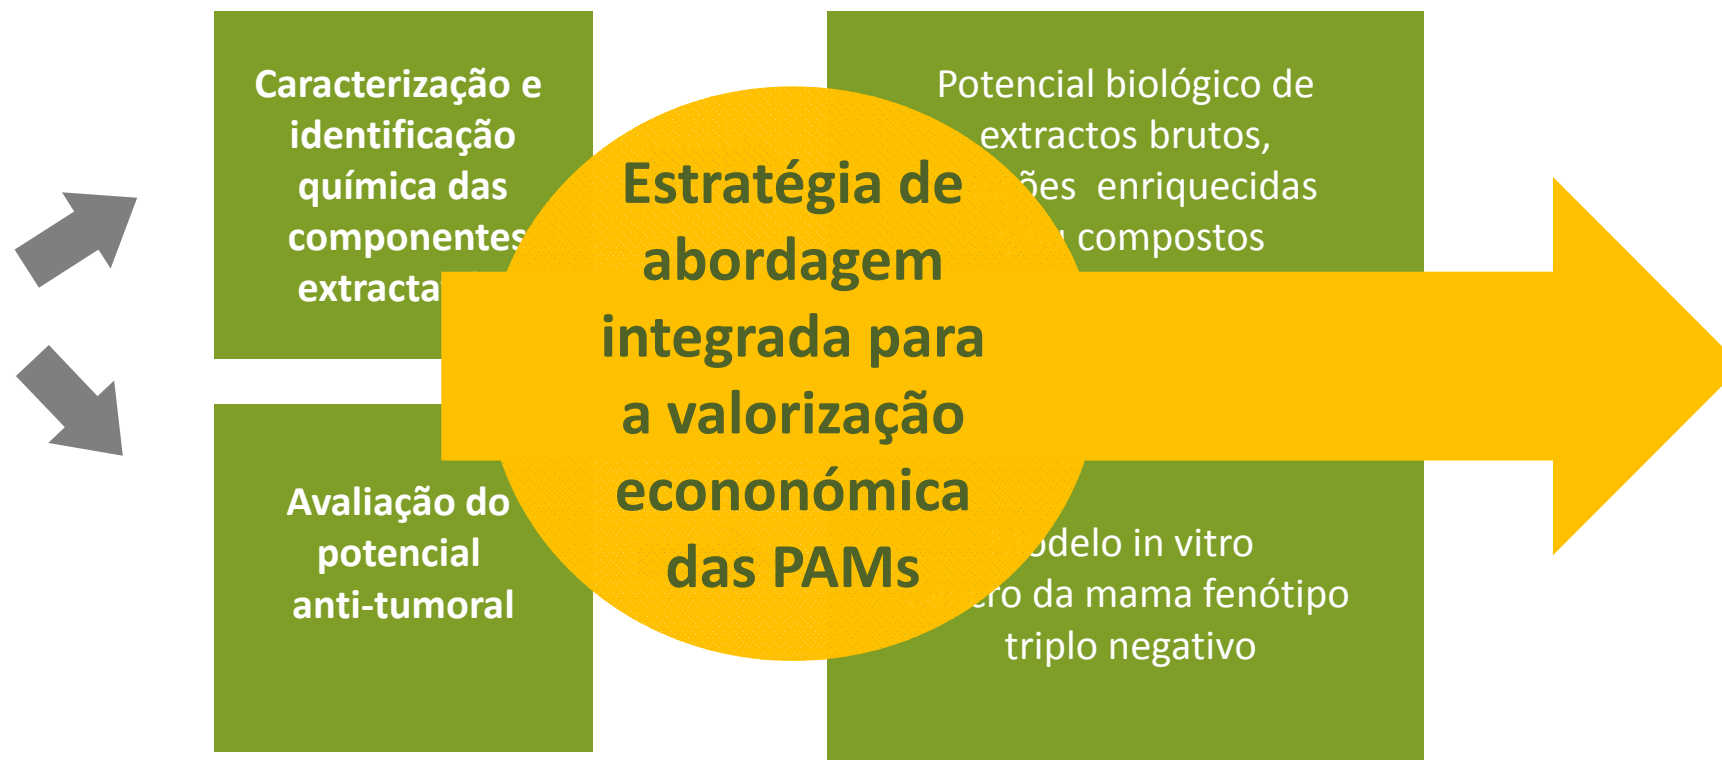 Caracterização e
identificação
química das
componentes
Potencial biológico de
extractos brutos,
enriquecidas
compostos
Estratégia de
abordagem
integrada para
a valorização
econonómica
das PAMs
Avaliação do
potencial
anti-tumoral
in vitro
da mama fenótipo
triplo negativo